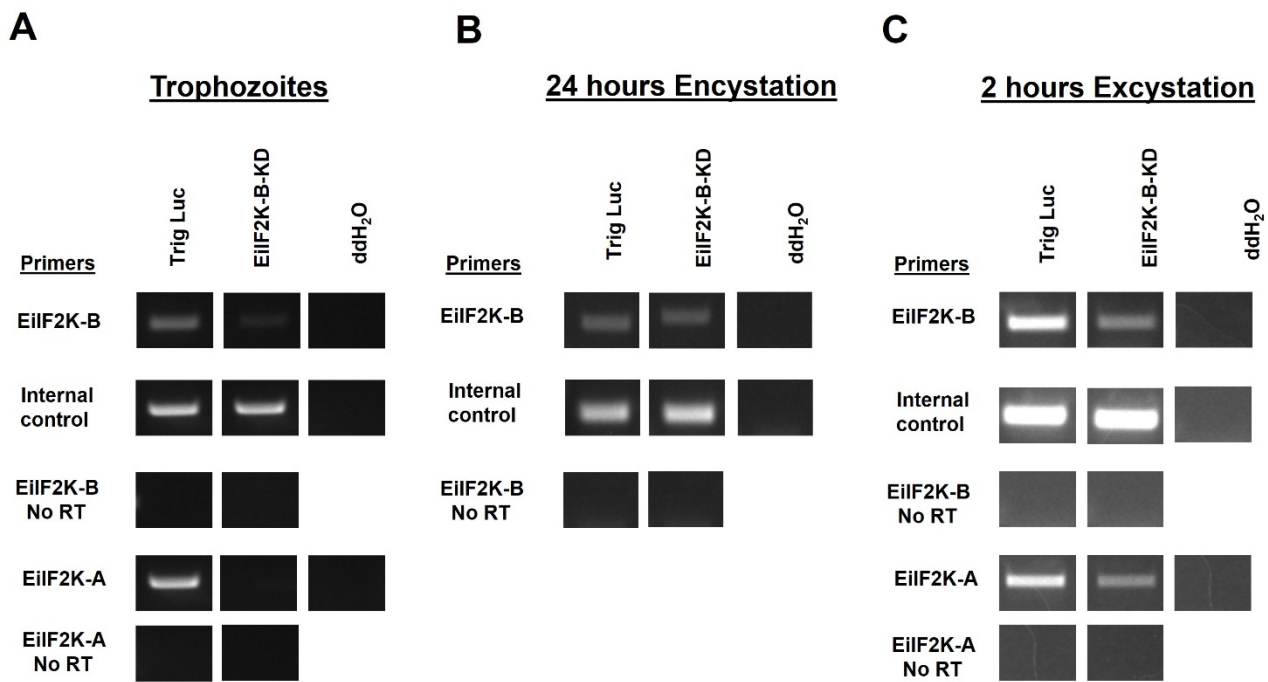 A
B
C
Trophozoites
24 hours Encystation
2 hours Excystation
Trig Luc
EiIF2K-B-KD
ddH₂O
Trig Luc
EiIF2K-B-KD
ddH₂O
Trig Luc
EiIF2K-B-KD
ddH₂O
Primers
EiIF2K-B
Internal
control
EiIF2K-B
No RT
EiIF2K-A
EiIF2K-A
No RT
Primers
EiIF2K-B
Internal
control
EiIF2K-B
No RT
Primers
EiIF2K-B
Internal
control
EiIF2K-B
No RT
EiIF2K-A
EiIF2K-A
No RT